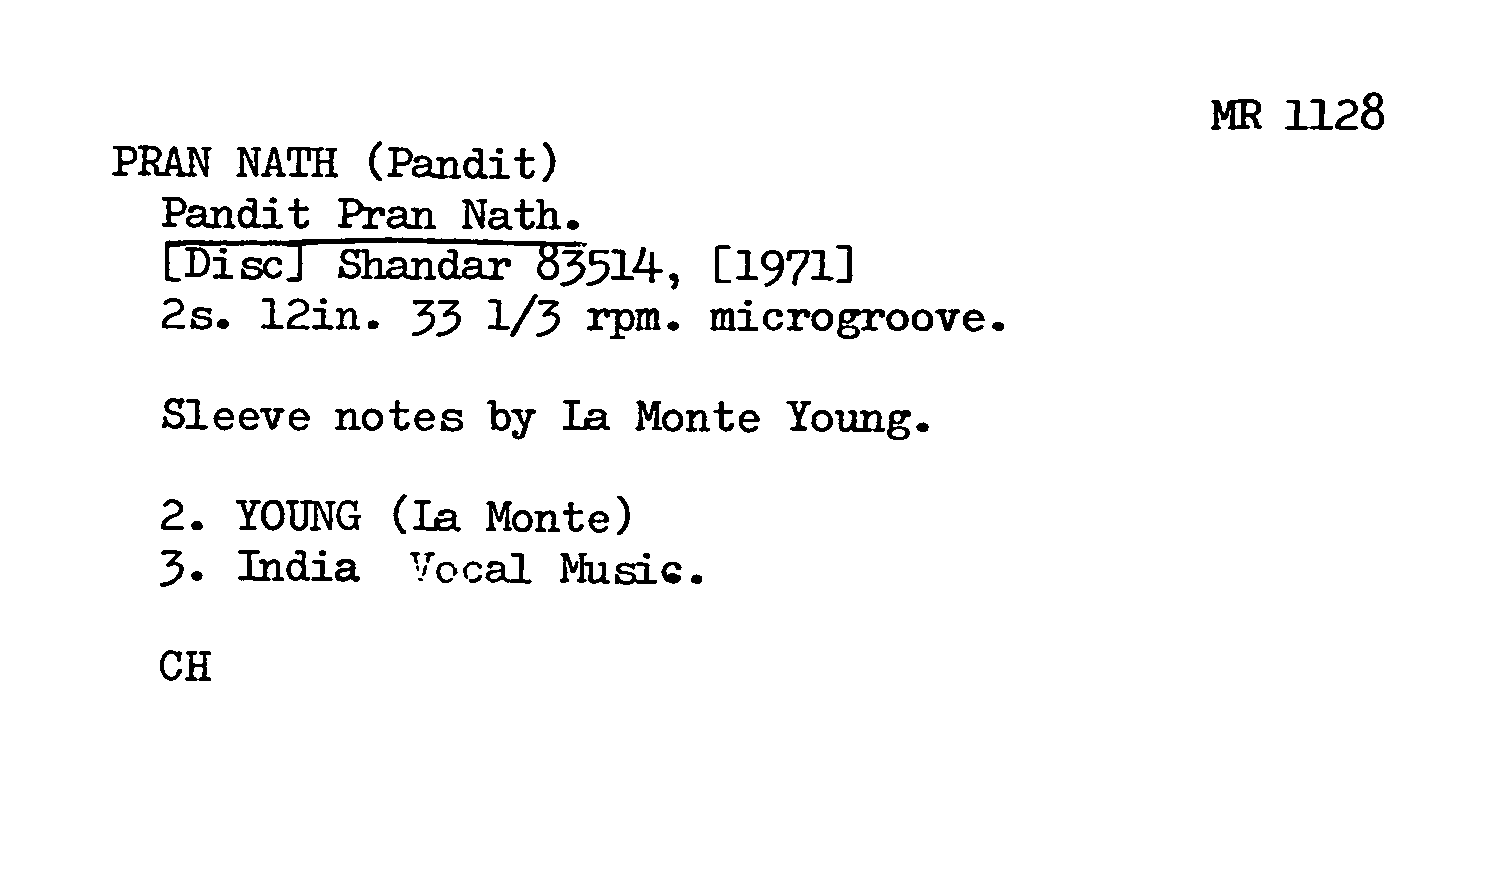 MR 1128
PRAN NATH (Pandit)
Pandit Pran Nath.
[Disc] Shandar 83514, [1971]
2s. 12in. 33 1/3 rpm. microgroove.
Sleeve notes by La Monte Young.
2. YOUNG (La Monte)
3. India Vocal Music.
CH